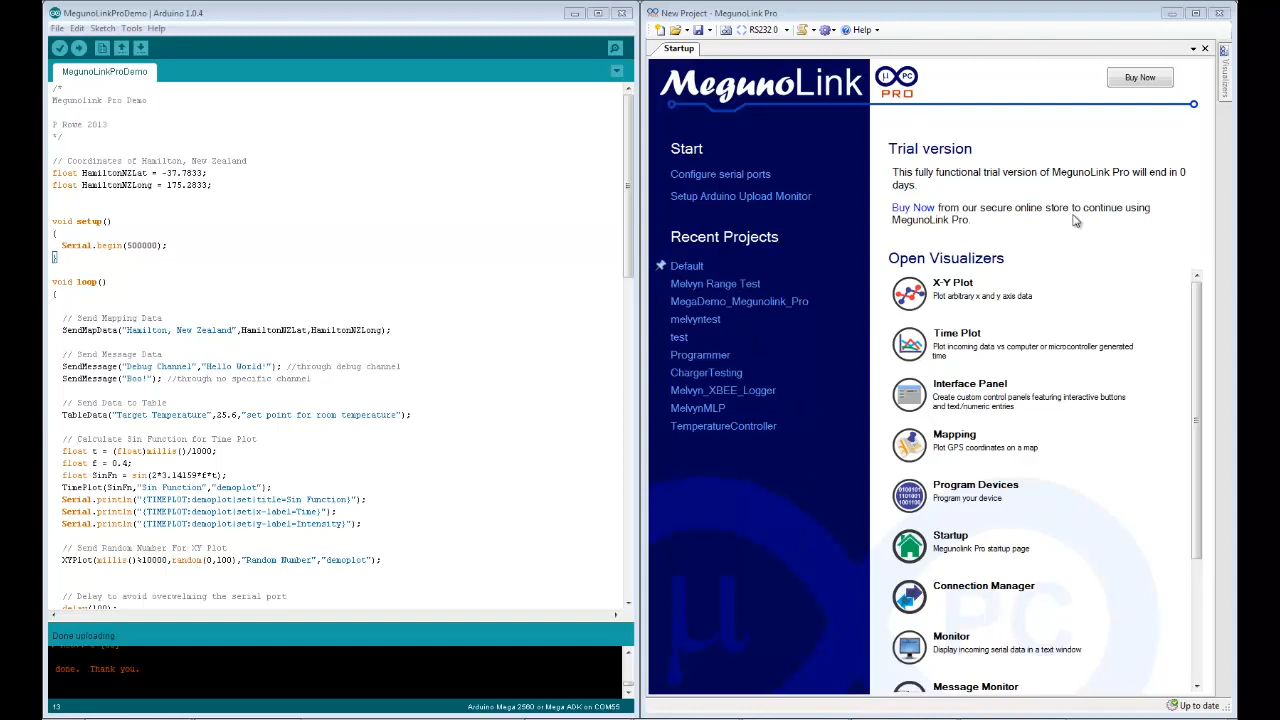 MegunoLinkProDemo | Arduino 1.0.4
File Edit Sketch Tools Help
MegunoLinkProDemo
/*
Megunolink Pro Demo
P Rowe 2013
*/
// Coordinates of Hamilton, New Zealand
float HamiltonNZLat = -37.7833;
float HamiltonNZLong = 175.2833;
void setup()
{
Serial.begin(500000);
}
void loop()
{
// Send Mapping Data
SendMapData("Hamilton, New Zealand",HamiltonNZLat,HamiltonNZLong);
// Send Message Data
SendMessage("Debug Channel","Hello World!"); //through debug channel
SendMessage("Boo!"); //through no specific channel
// Send Data to Table
TableData("Target Temperature",25.6,"set point for room temperature");
// Calculate Sin Function for Time Plot
float t = (float)millis()/1000;
float f = 0.4;
float SinFn = sin(2*3.14159*f*t);
TimePlot(SinFn,"Sin Function","demoplot");
Serial.println("{TIMEPLOT:demoplot|set|title=Sin Function}");
Serial.println("{TIMEPLOT:demoplot|set|x-label=Time}");
Serial.println("{TIMEPLOT:demoplot|set|y-label=Intensity}");
// Send Random Number For XY Plot
XYPlot(millis()%10000,random(0,100),"Random Number","demoplot");
// Delay to avoid overwelming the serial port
delay(100);
Done uploading.
done. Thank you.
13
Arduino Mega 2560 or Mega ADK on COM55
New Project - MegunoLink Pro
RS232 0
Help
Startup
Visualizers
MegunoLink
µ PC
PRO
Buy Now
Start
Configure serial ports
Setup Arduino Upload Monitor
Recent Projects
Default
Melvyn Range Test
MegaDemo_Megunolink_Pro
melvyntest
test
Programmer
ChargerTesting
Melvyn_XBEE_Logger
MelvynMLP
TemperatureController
Trial version
This fully functional trial version of MegunoLink Pro will end in 0
days.
Buy Now from our secure online store to continue using
MegunoLink Pro.
Open Visualizers
X-Y Plot
Plot arbitrary x and y axis data
Time Plot
Plot incoming data vs computer or microcontroller generated
time
Interface Panel
Create custom control panels featuring interactive buttons
and text/numeric entries
Mapping
Plot GPS coordinates on a map
Program Devices
Program your device
Startup
Megunolink Pro startup page
Connection Manager
Monitor
Display incoming serial data in a text window
Message Monitor
µ PC
Up to date